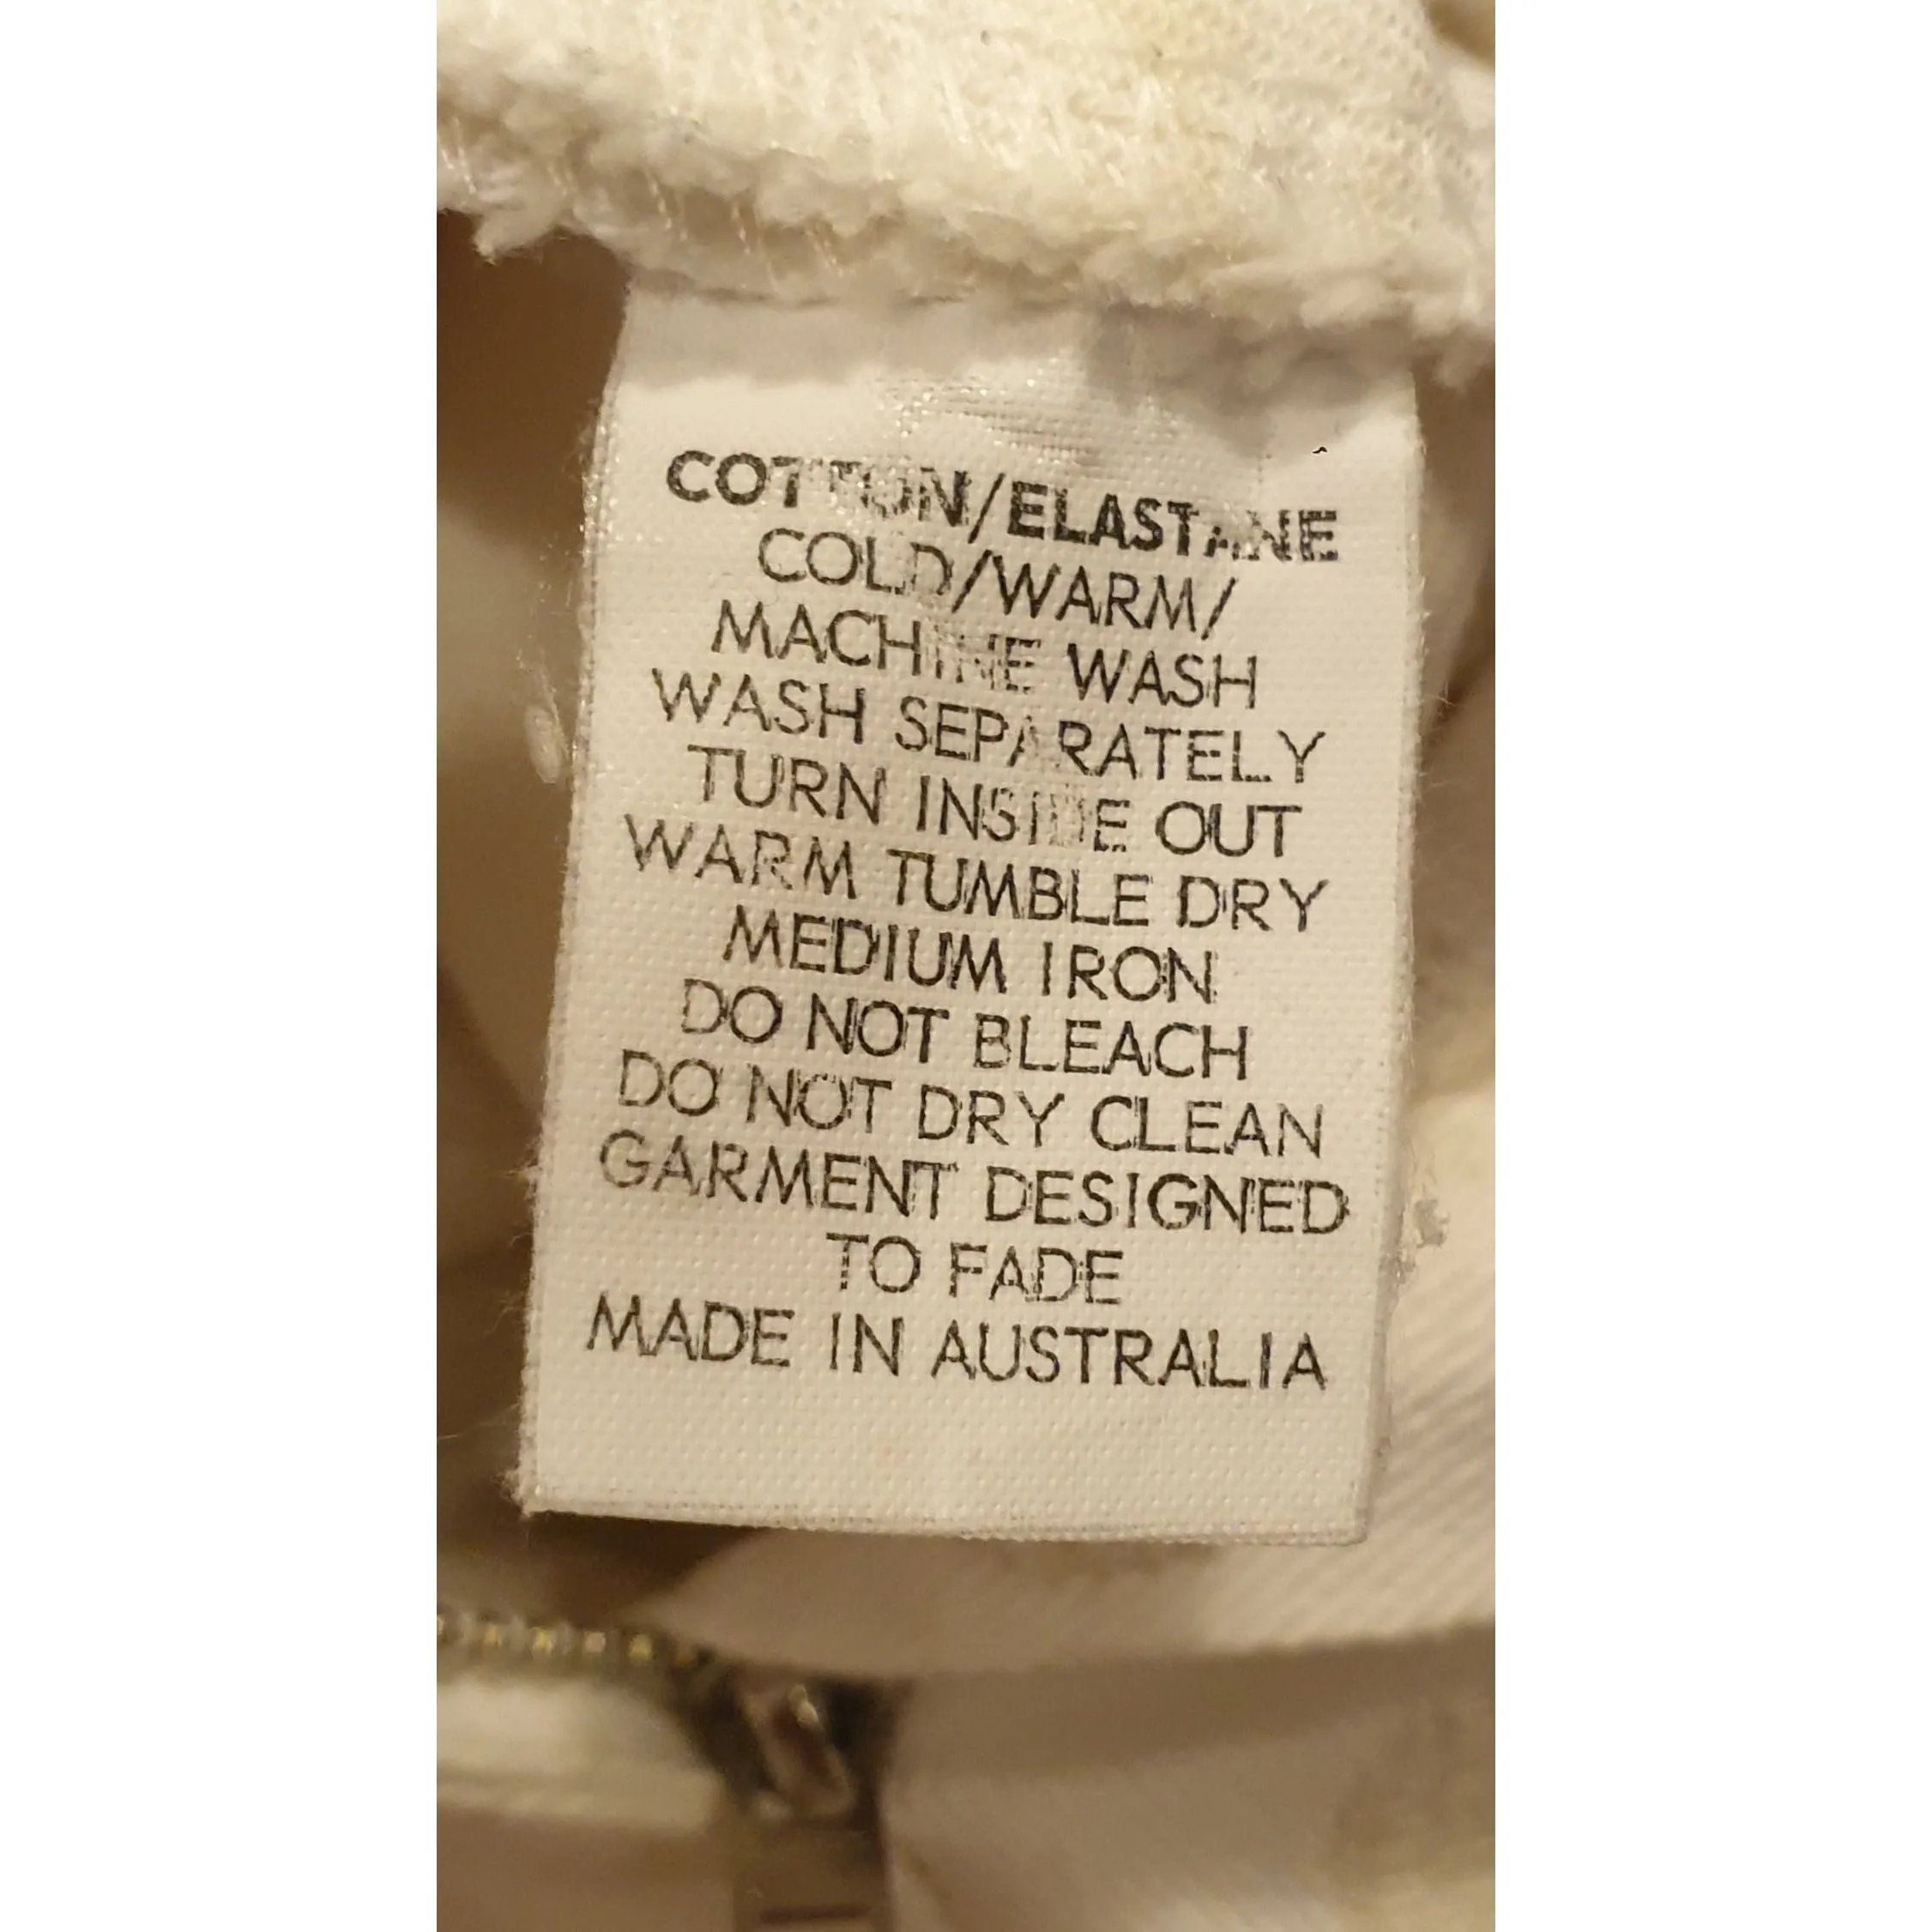 COTTON/ELASTANE
COLD/WARM/
MACHINE WASH
WASH SEPARATELY
TURN INSIDE OUT
WARM TUMBLE DRY
MEDIUM IRON
DO NOT BLEACH
DO NOT DRY CLEAN
GARMENT DESIGNED
TO FADE
MADE IN AUSTRALIA